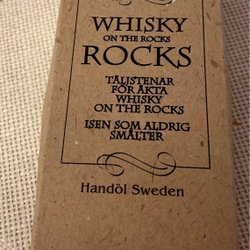 WHISKY
ON THE ROCKS
ROCKS
TÄLJSTENAR
FÖR ÄKTA
WHISKY
ON THE ROCKS
ISEN SOM ALDRIG
SMÄLTER
Handöl Sweden